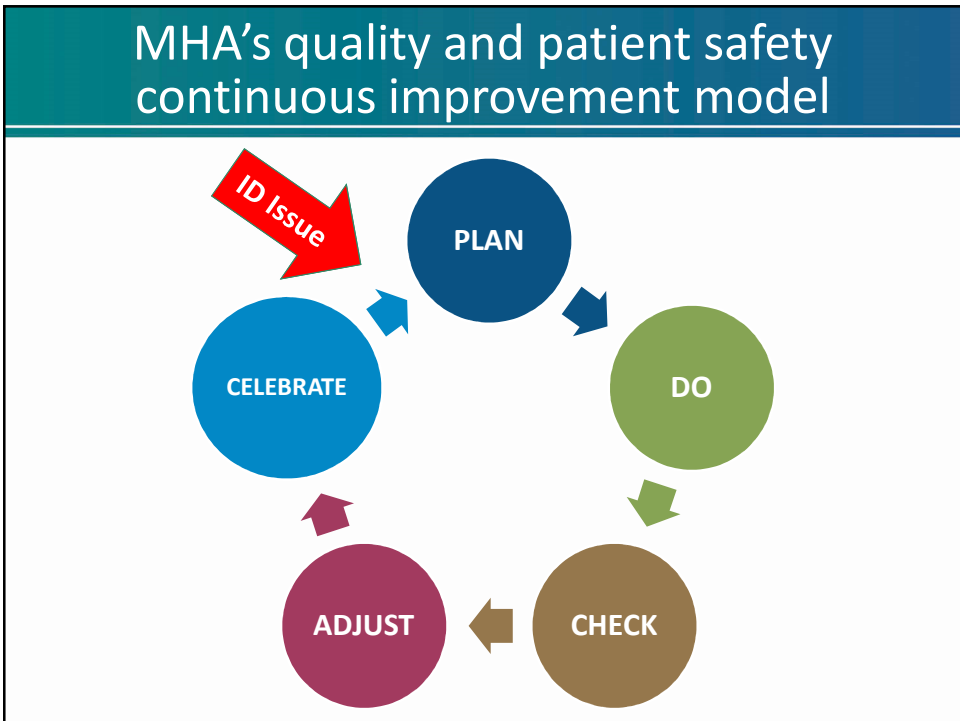 MHA’s quality and patient safety
continuous improvement model
ID Issue
PLAN
CELEBRATE
DO
ADJUST
CHECK